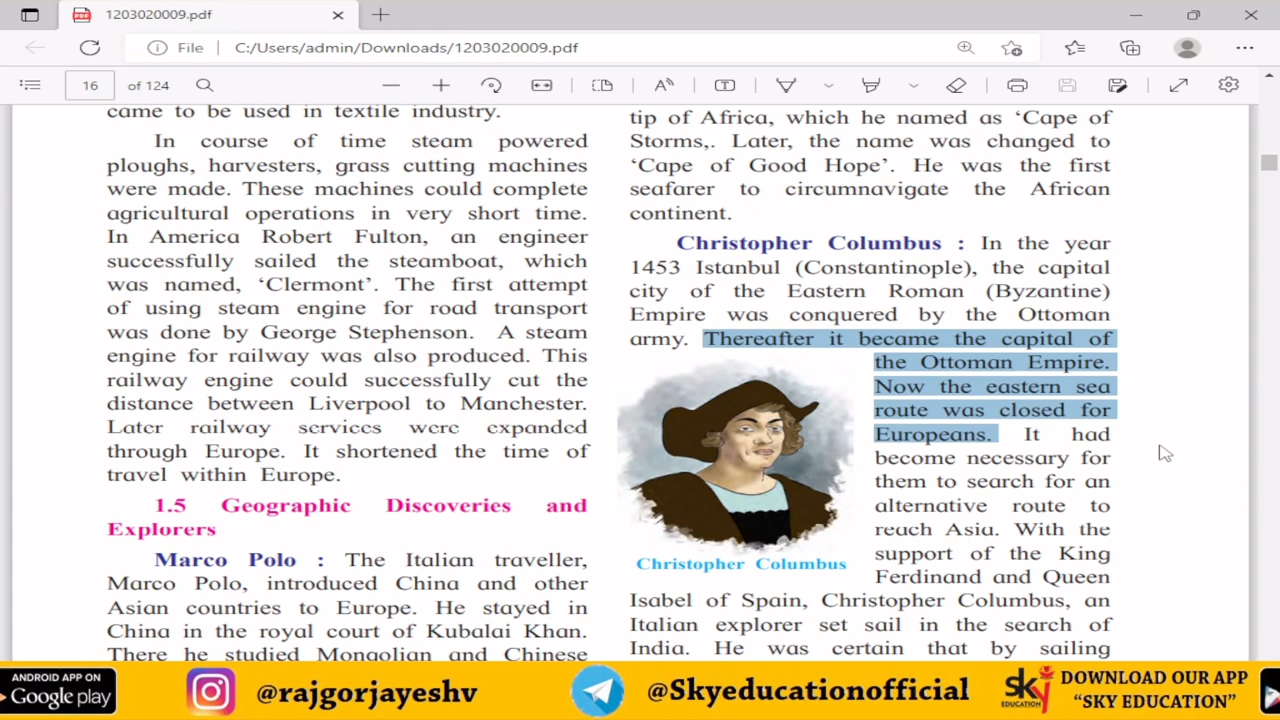 1203020009.pdf
File
C:/Users/admin/Downloads/1203020009.pdf
16
of 124
came to be used in textile industry.
In course of time steam powered
ploughs, harvesters, grass cutting machines
were made. These machines could complete
agricultural operations in very short time.
In America Robert Fulton, an engineer
successfully sailed the steamboat, which
was named, ‘Clermont’. The first attempt
of using steam engine for road transport
was done by George Stephenson. A steam
engine for railway was also produced. This
railway engine could successfully cut the
distance between Liverpool to Manchester.
Later railway services were expanded
through Europe. It shortened the time of
travel within Europe.
1.5 Geographic Discoveries and
Explorers
Marco Polo : The Italian traveller,
Marco Polo, introduced China and other
Asian countries to Europe. He stayed in
China in the royal court of Kubalai Khan.
There he studied Mongolian and Chinese
tip of Africa, which he named as ‘Cape of
Storms,. Later, the name was changed to
‘Cape of Good Hope’. He was the first
seafarer to circumnavigate the African
continent.
Christopher Columbus : In the year
1453 Istanbul (Constantinople), the capital
city of the Eastern Roman (Byzantine)
Empire was conquered by the Ottoman
army. Thereafter it became the capital of
the Ottoman Empire.
Now the eastern sea
route was closed for
Europeans. It had
become necessary for
them to search for an
alternative route to
reach Asia. With the
support of the King
Ferdinand and Queen
Christopher Columbus
Isabel of Spain, Christopher Columbus, an
Italian explorer set sail in the search of
India. He was certain that by sailing
ANDROID APP ON
Google play
@rajgorjayeshv
@Skyeducationofficial
Sky
EDUCATION
DOWNLOAD OUR APP
“SKY EDUCATION”